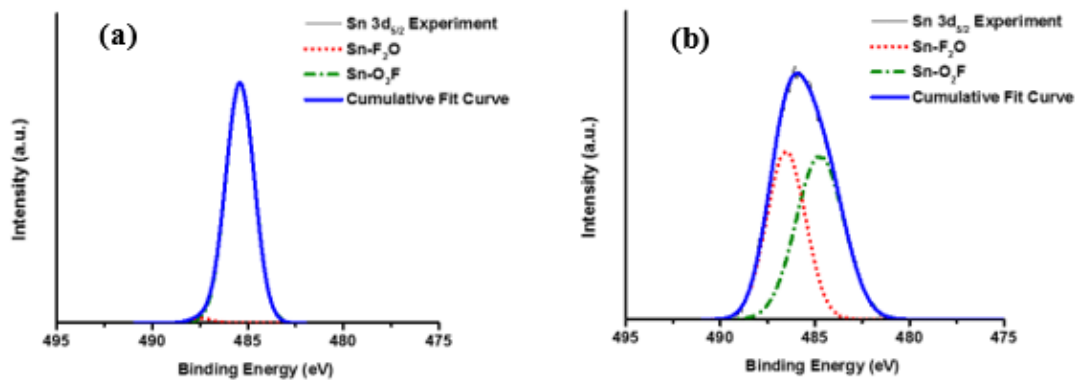 (a)
Sn 3d5/2 Experiment
Sn-F2O
Sn-O2F
Cumulative Fit Curve
Intensity (a.u.)
495 490 485 480 475
Binding Energy (eV)
(b)
Sn 3d5/2 Experiment
Sn-F2O
Sn-O2F
Cumulative Fit Curve
Intensity (a.u.)
495 490 485 480 475
Binding Energy (eV)